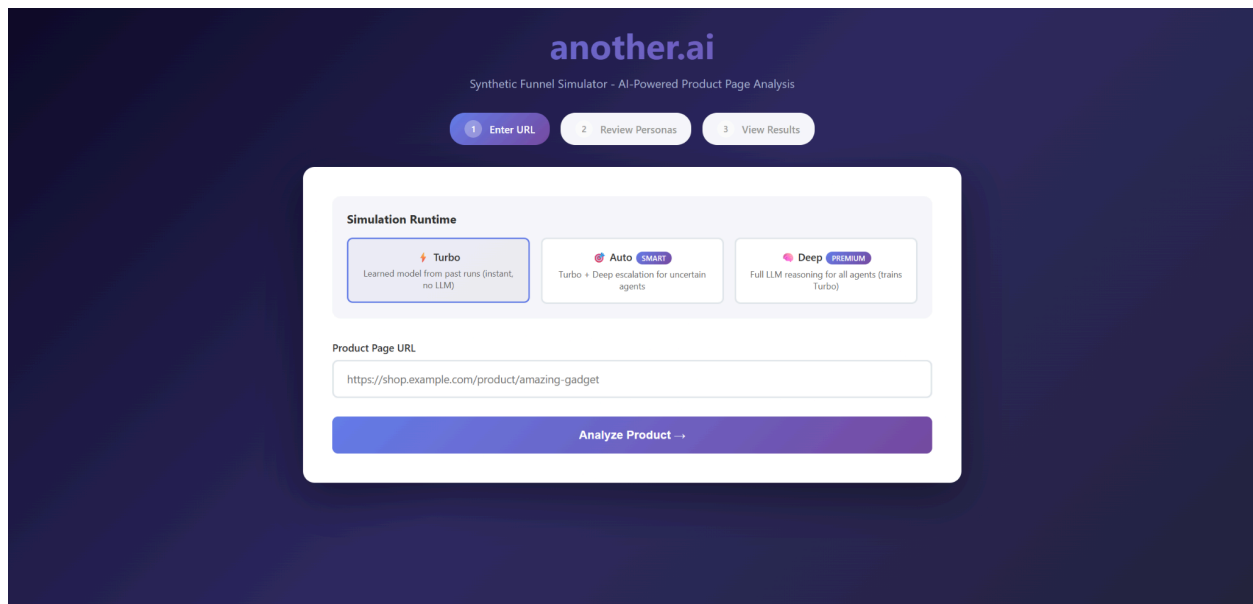 another.ai
Synthetic Funnel Simulator - AI-Powered Product Page Analysis
1 Enter URL
2 Review Personas
3 View Results
Simulation Runtime
Turbo
Learned model from past runs (instant,
no LLM)
Auto SMART
Turbo + Deep escalation for uncertain
agents
Deep PREMIUM
Full LLM reasoning for all agents (trains
Turbo)
Product Page URL
https://shop.example.com/product/amazing-gadget
Analyze Product →